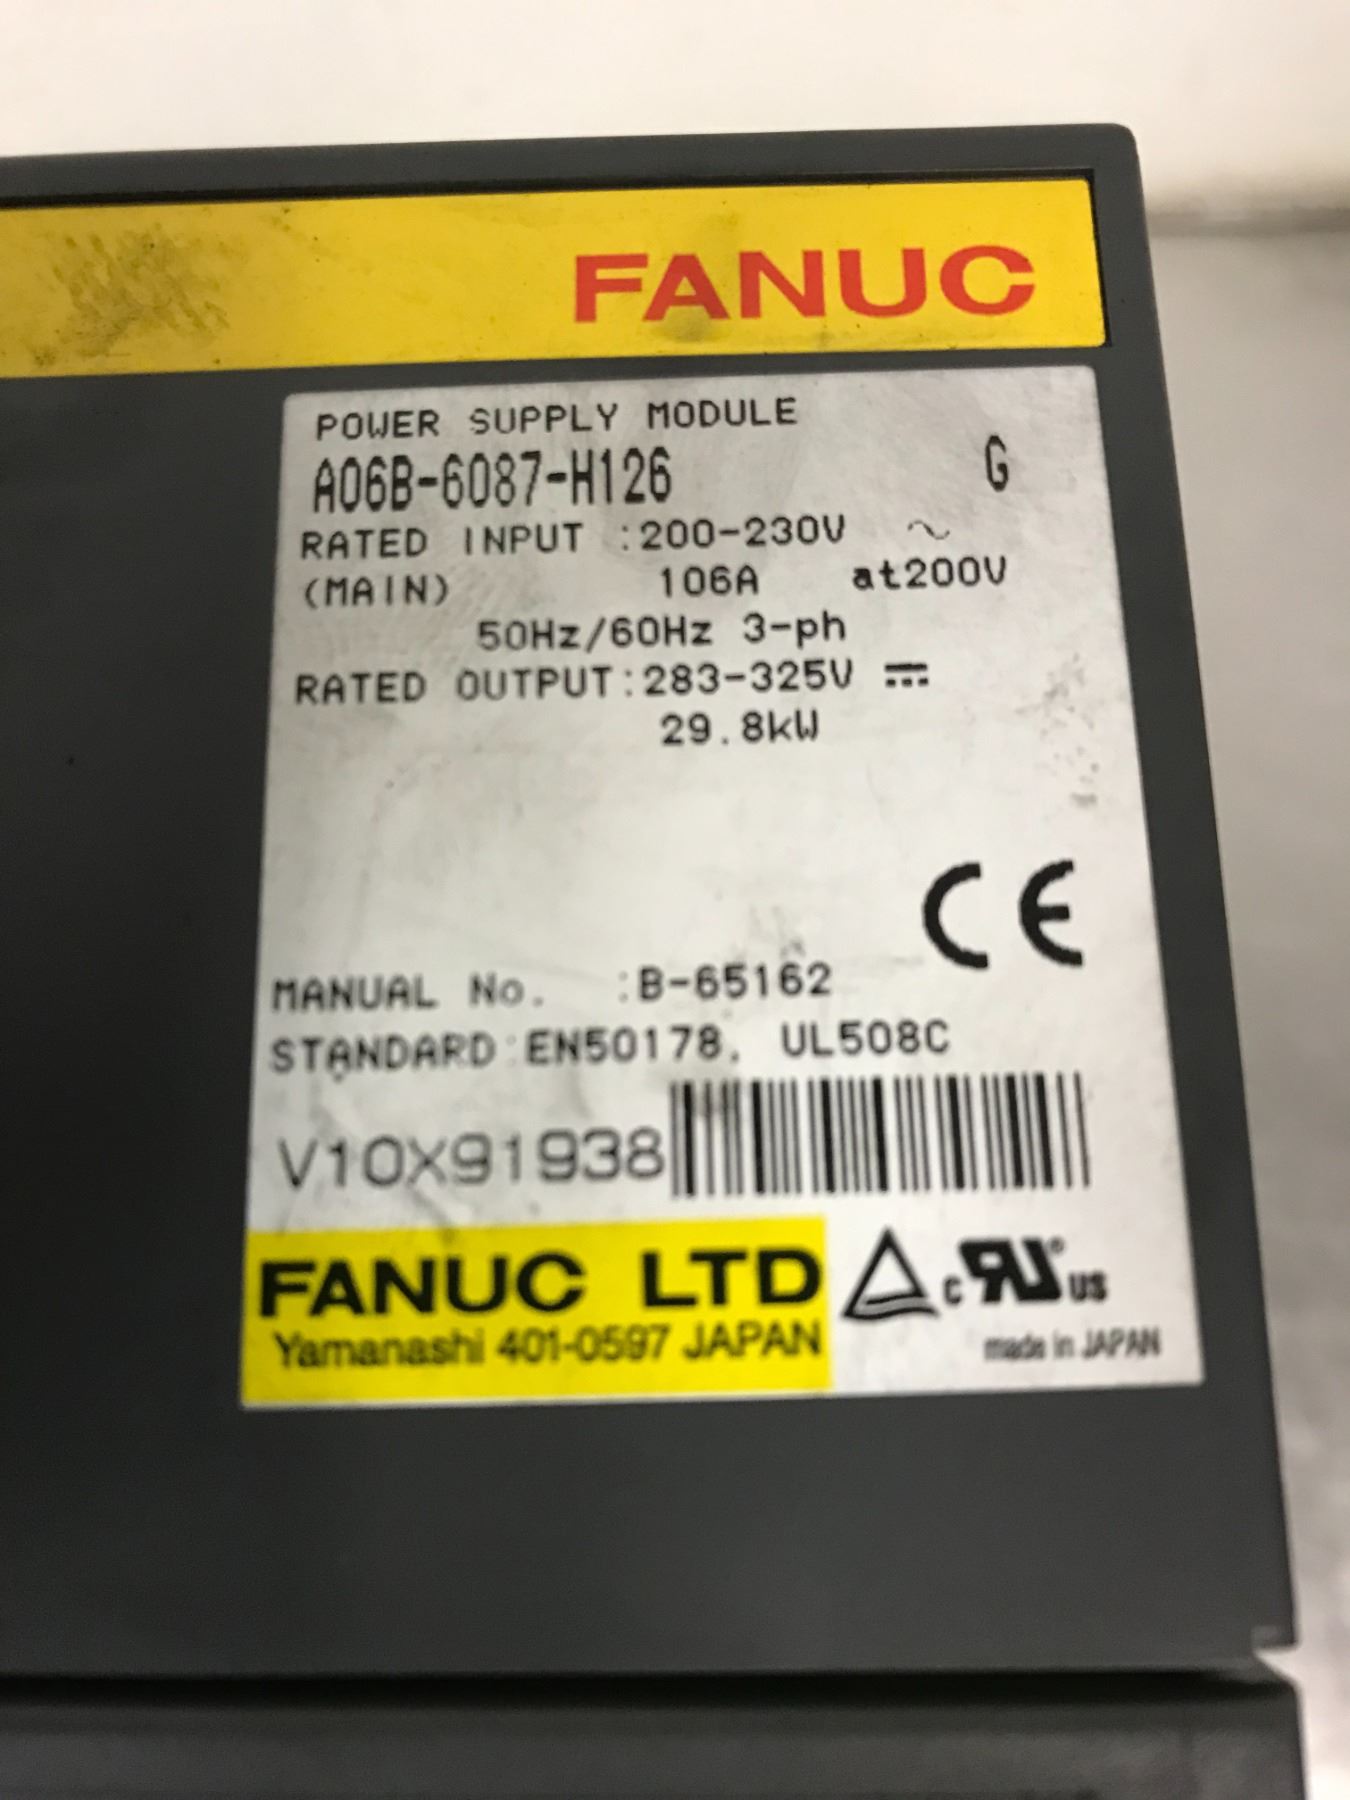 FANUC
POWER SUPPLY MODULE
A06B-6087-H126 G
RATED INPUT :200-230V ~
(MAIN) 106A at200V
50Hz/60Hz 3-ph
RATED OUTPUT:283-325V ⎓
29.8kW
CE
MANUAL No. :B-65162
STANDARD:EN50178, UL508C
V10X91938
FANUC LTD
Yamanashi 401-0597 JAPAN
c RU® US
made in JAPAN